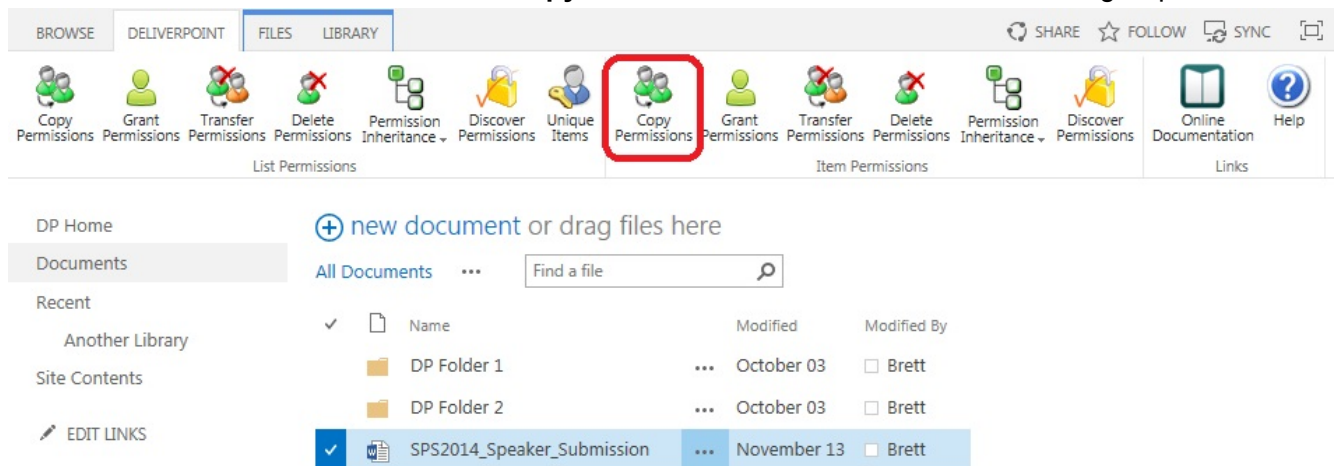 BROWSE DELIVERPOINT FILES LIBRARY SHARE FOLLOW SYNC
Copy Permissions Grant Permissions Transfer Permissions Delete Permissions Permission Inheritance Discover Permissions Unique Items Copy Permissions Grant Permissions Transfer Permissions Delete Permissions Permission Inheritance Discover Permissions Online Documentation Help
List Permissions Item Permissions Links
DP Home
Documents
Recent
Another Library
Site Contents
EDIT LINKS
new document or drag files here
All Documents ... Find a file
Name Modified Modified By
DP Folder 1 ... October 03 Brett
DP Folder 2 ... October 03 Brett
SPS2014_Speaker_Submission ... November 13 Brett